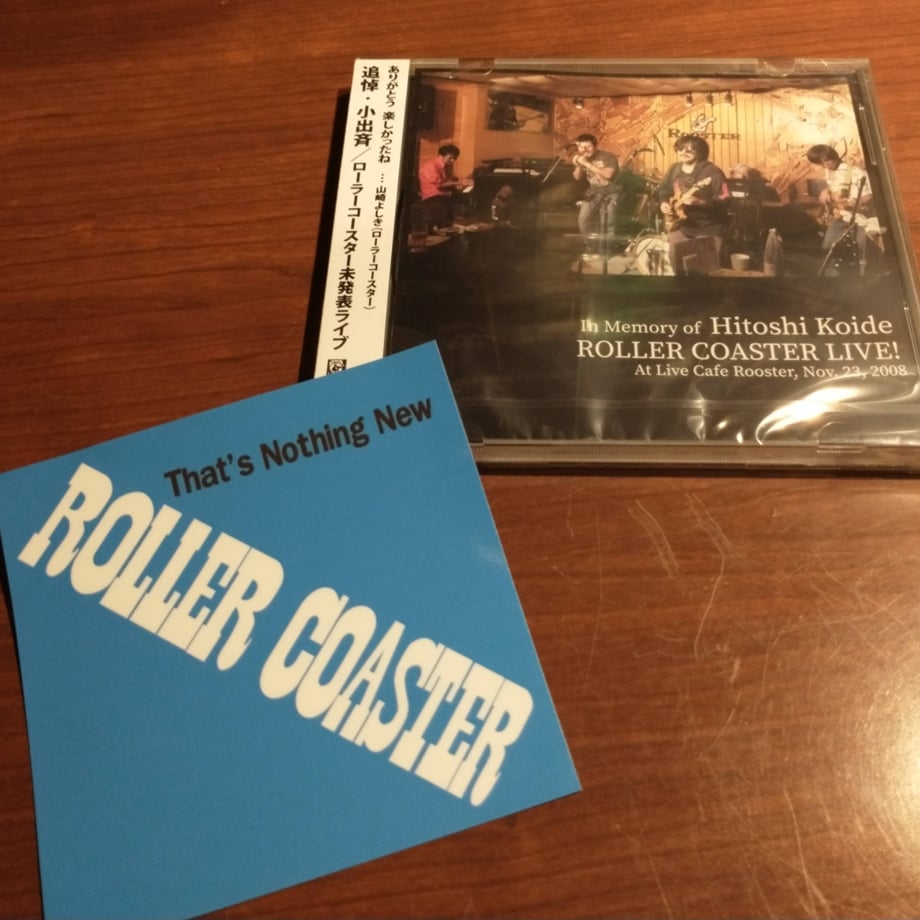 ありがとう 楽しかったね … 山崎よしき(ローラーコースター)
追悼・小出斉/ローラーコースター未発表ライブ
ROOSTER
In Memory of Hitoshi Koide
ROLLER COASTER LIVE!
At Live Cafe Rooster, Nov. 23, 2008
That's Nothing New
ROLLER COASTER